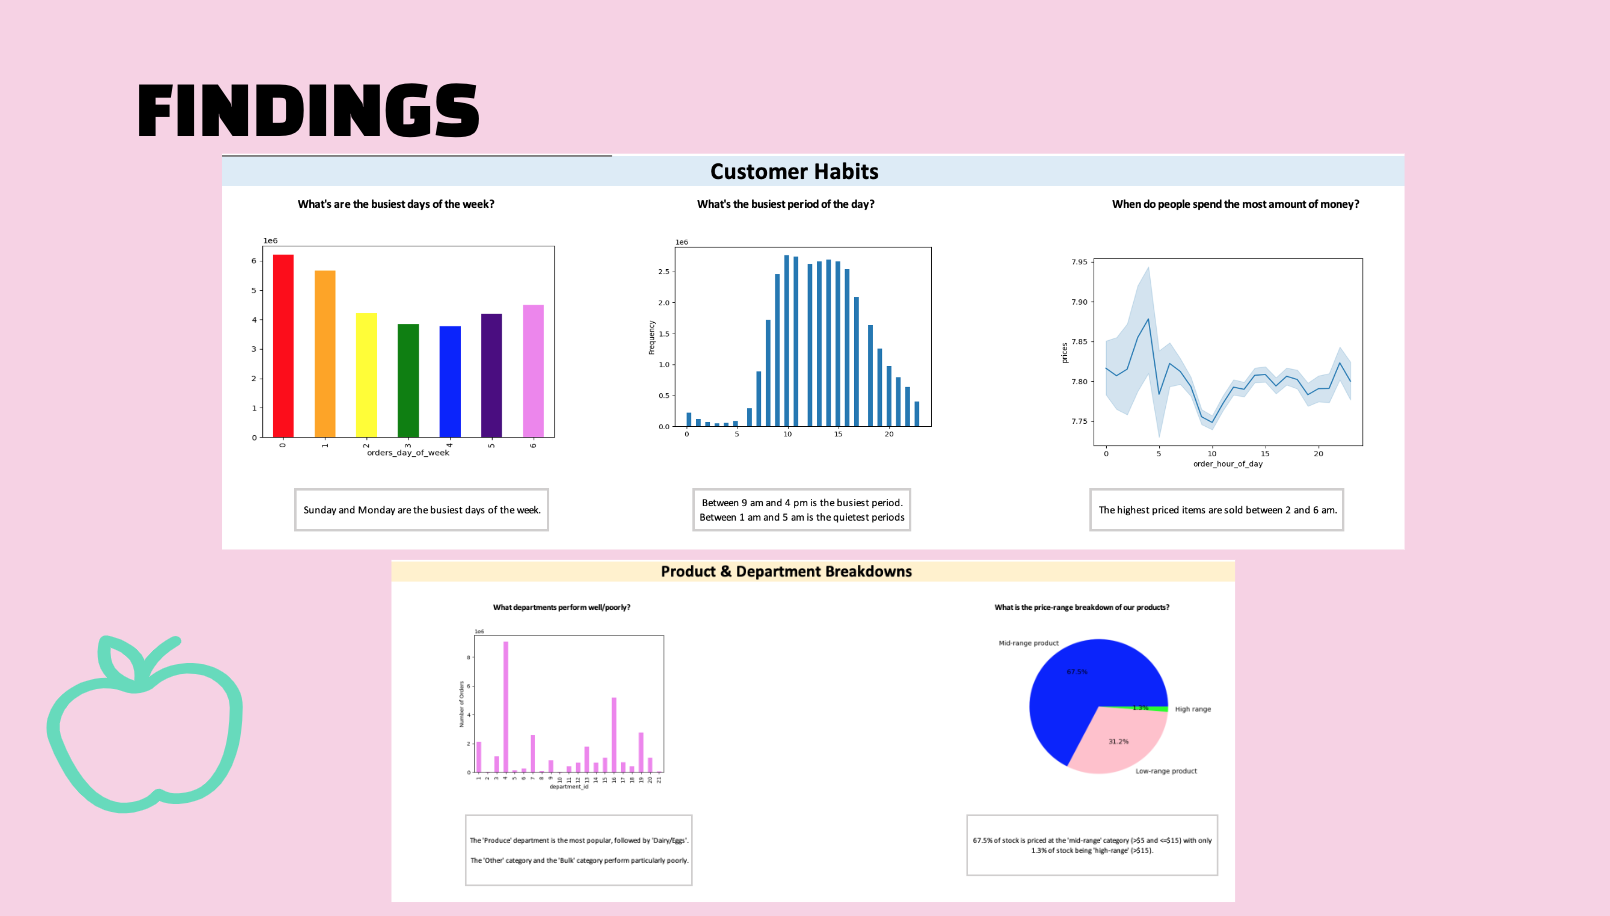 FINDINGS
Customer Habits
What's are the busiest days of the week?
1e6
6
5
4
3
2
1
0
0 1 2 3 4 5 6
orders_day_of_week
Sunday and Monday are the busiest days of the week.
What's the busiest period of the day?
1e6
2.5
2.0
1.5
1.0
0.5
0.0
Frequency
0 5 10 15 20
Between 9 am and 4 pm is the busiest period.
Between 1 am and 5 am is the quietest periods
When do people spend the most amount of money?
7.95
7.90
7.85
7.80
7.75
prices
0 5 10 15 20
order_hour_of_day
The highest priced items are sold between 2 and 6 am.
Product & Department Breakdowns
What departments perform well/poorly?
1e6
8
6
4
2
0
Number of Orders
1 2 3 4 5 6 7 8 9 10 11 12 13 14 15 16 17 18 19 20 21
department_id
The 'Produce' department is the most popular, followed by 'Dairy/Eggs'.
The 'Other' category and the 'Bulk' category perform particularly poorly.
What is the price-range breakdown of our products?
Mid-range product
67.5%
1.3%
High range
31.2%
Low-range product
67.5% of stock is priced at the 'mid-range' category (>$5 and <=$15) with only
1.3% of stock being 'high-range' (>$15).